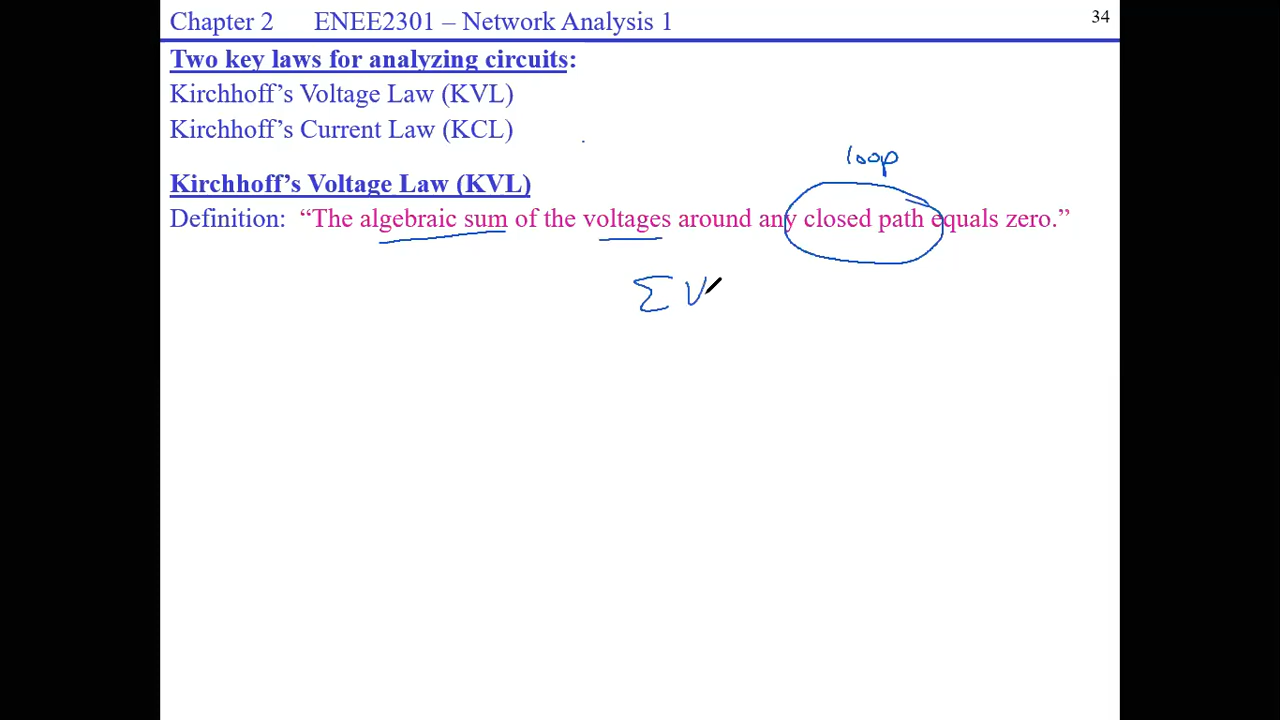 Chapter 2 ENEE2301 – Network Analysis 1 34
Two key laws for analyzing circuits:
Kirchhoff’s Voltage Law (KVL)
Kirchhoff’s Current Law (KCL)
loop
Kirchhoff’s Voltage Law (KVL)
Definition: “The algebraic sum of the voltages around any closed path equals zero.”
∑ V